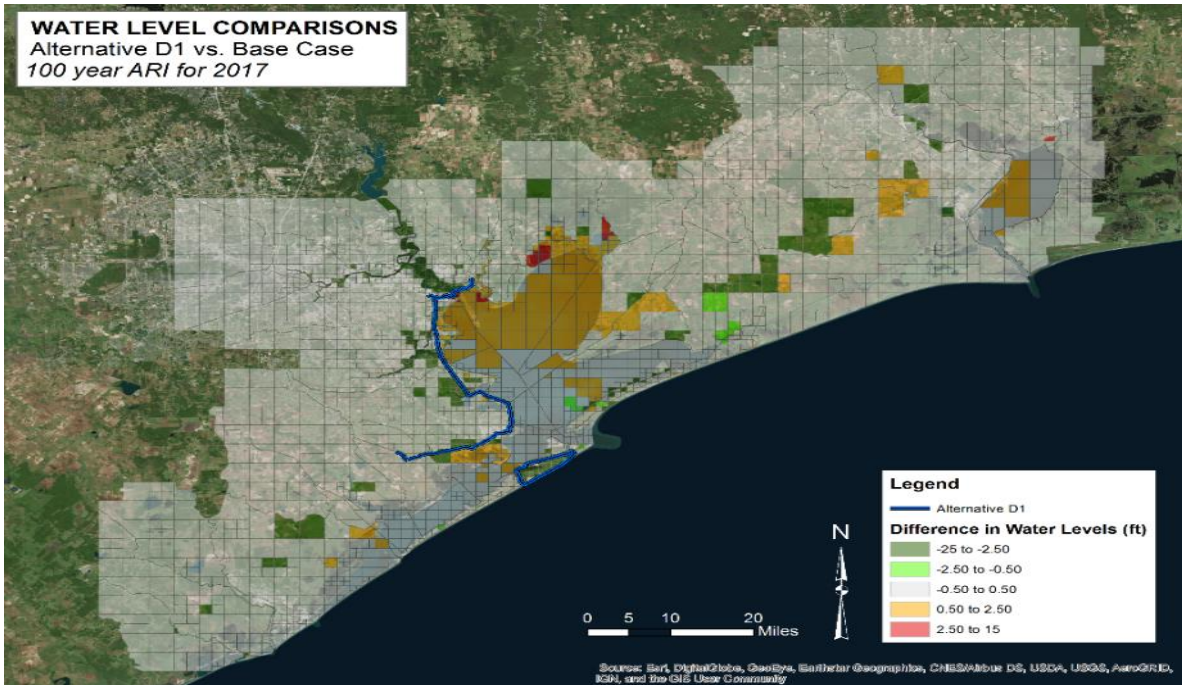 WATER LEVEL COMPARISONS
Alternative D1 vs. Base Case
100 year ARI for 2017
Legend
Alternative D1
Difference in Water Levels (ft)
-25 to -2.50
-2.50 to -0.50
-0.50 to 0.50
0.50 to 2.50
2.50 to 15
N
0 5 10 20
Miles
Source: Esri, DigitalGlobe, GeoEye, Earthstar Geographics, CNES/Airbus DS, USDA, USGS, AeroGRID,
IGN, and the GIS User Community